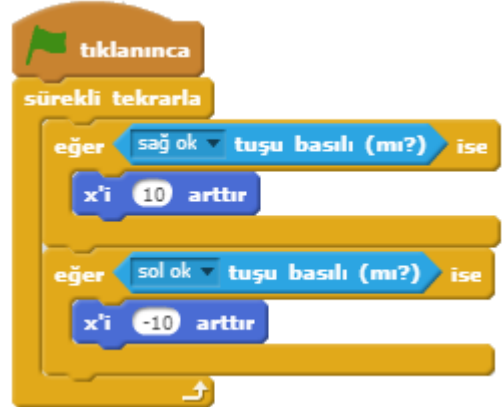 tıklanınca
sürekli tekrarla
eğer sağ ok tuşu basılı (mı?) ise
x'i 10 arttır
eğer sol ok tuşu basılı (mı?) ise
x'i -10 arttır